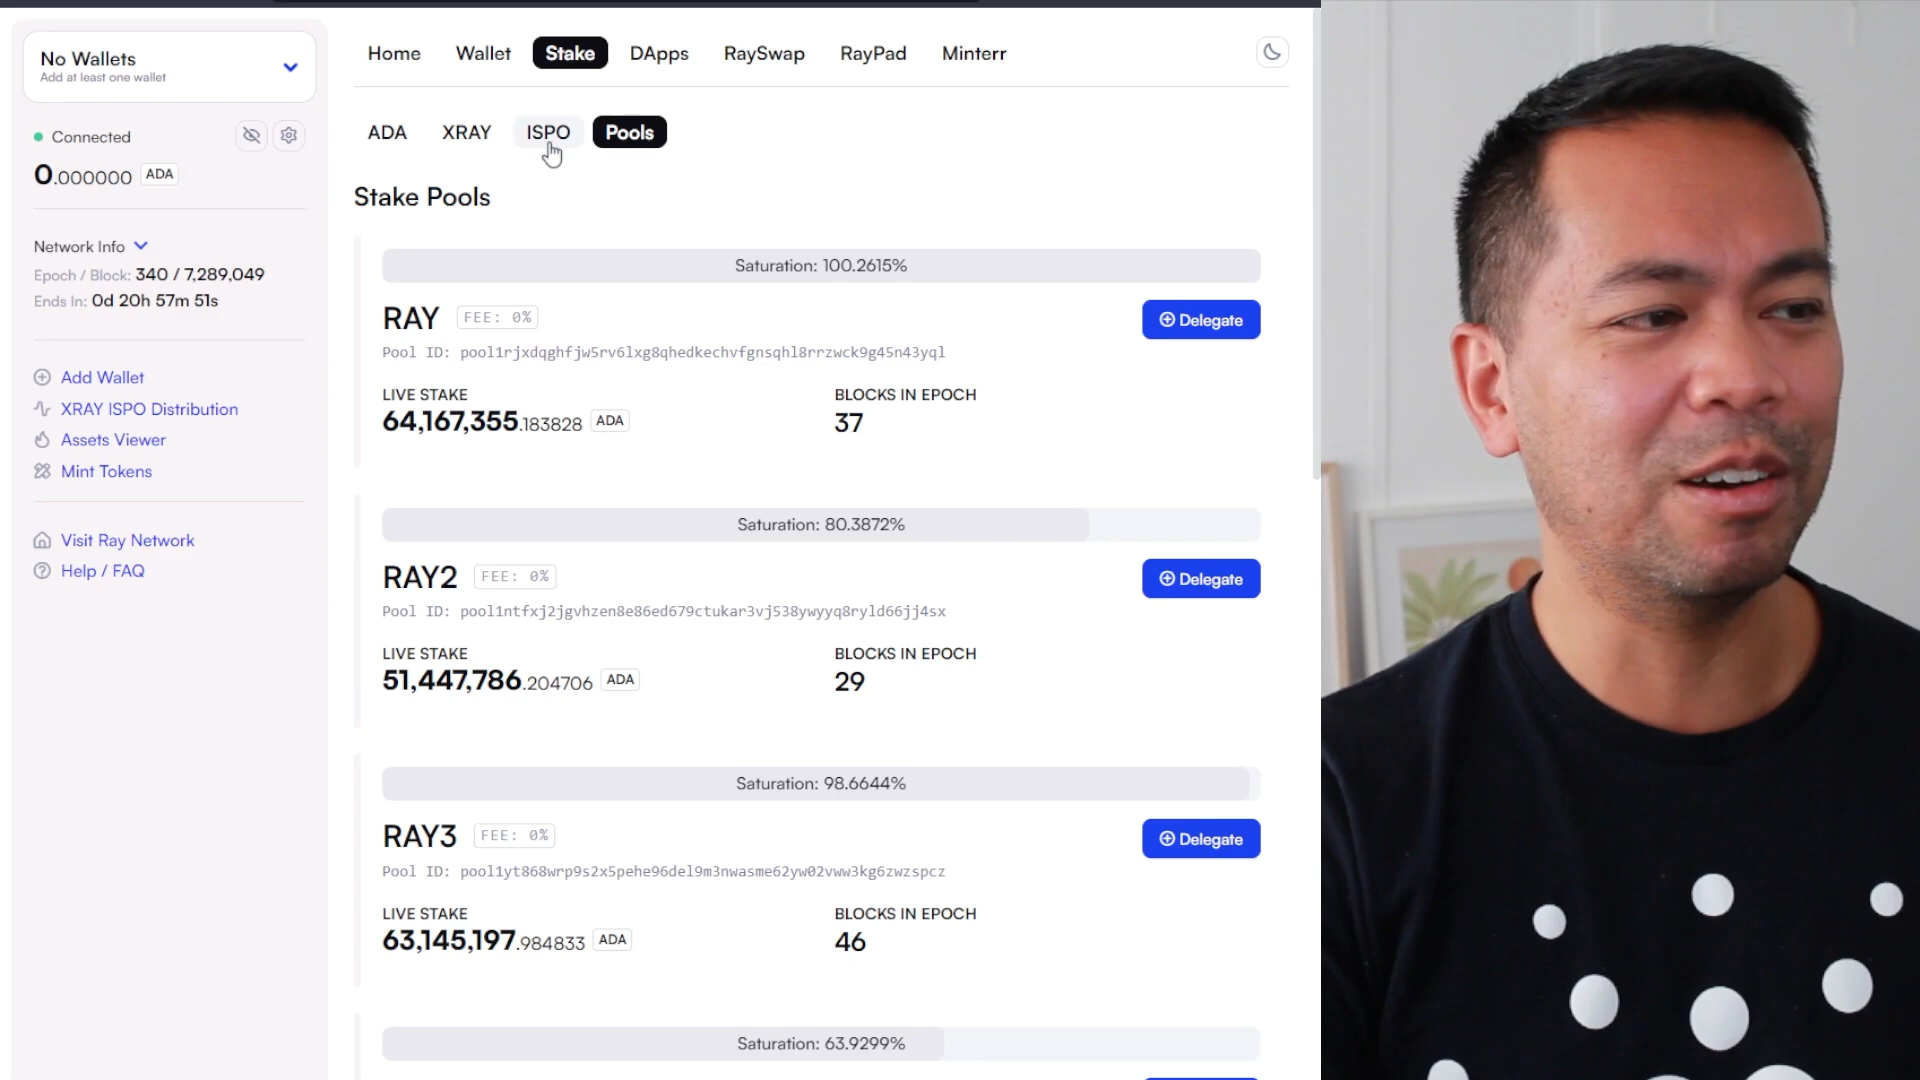 No Wallets
Add at least one wallet
Connected
0.000000 ADA
Network Info
Epoch / Block: 340 / 7,289,049
Ends In: 0d 20h 57m 51s
Add Wallet
XRAY ISPO Distribution
Assets Viewer
Mint Tokens
Visit Ray Network
Help / FAQ
Home Wallet Stake DApps RaySwap RayPad Minterr
ADA XRAY ISPO Pools
Stake Pools
Saturation: 100.2615%
RAY FEE: 0%
Delegate
Pool ID: pool1rjxdqghfjw5rv6lxg8qhedkechvfgnsqhl8rrzwck9g45n43yql
LIVE STAKE BLOCKS IN EPOCH
64,167,355.183828 ADA 37
Saturation: 80.3872%
RAY2 FEE: 0%
Delegate
Pool ID: pool1ntfxj2jgvhzen8e86ed679ctukar3vj538ywyyq8ryld66jj4sx
LIVE STAKE BLOCKS IN EPOCH
51,447,786.204706 ADA 29
Saturation: 98.6644%
RAY3 FEE: 0%
Delegate
Pool ID: pool1yt868wrp9s2x5pehe96del9m3nwasme62yw02vww3kg6zwzspcz
LIVE STAKE BLOCKS IN EPOCH
63,145,197.984833 ADA 46
Saturation: 63.9299%